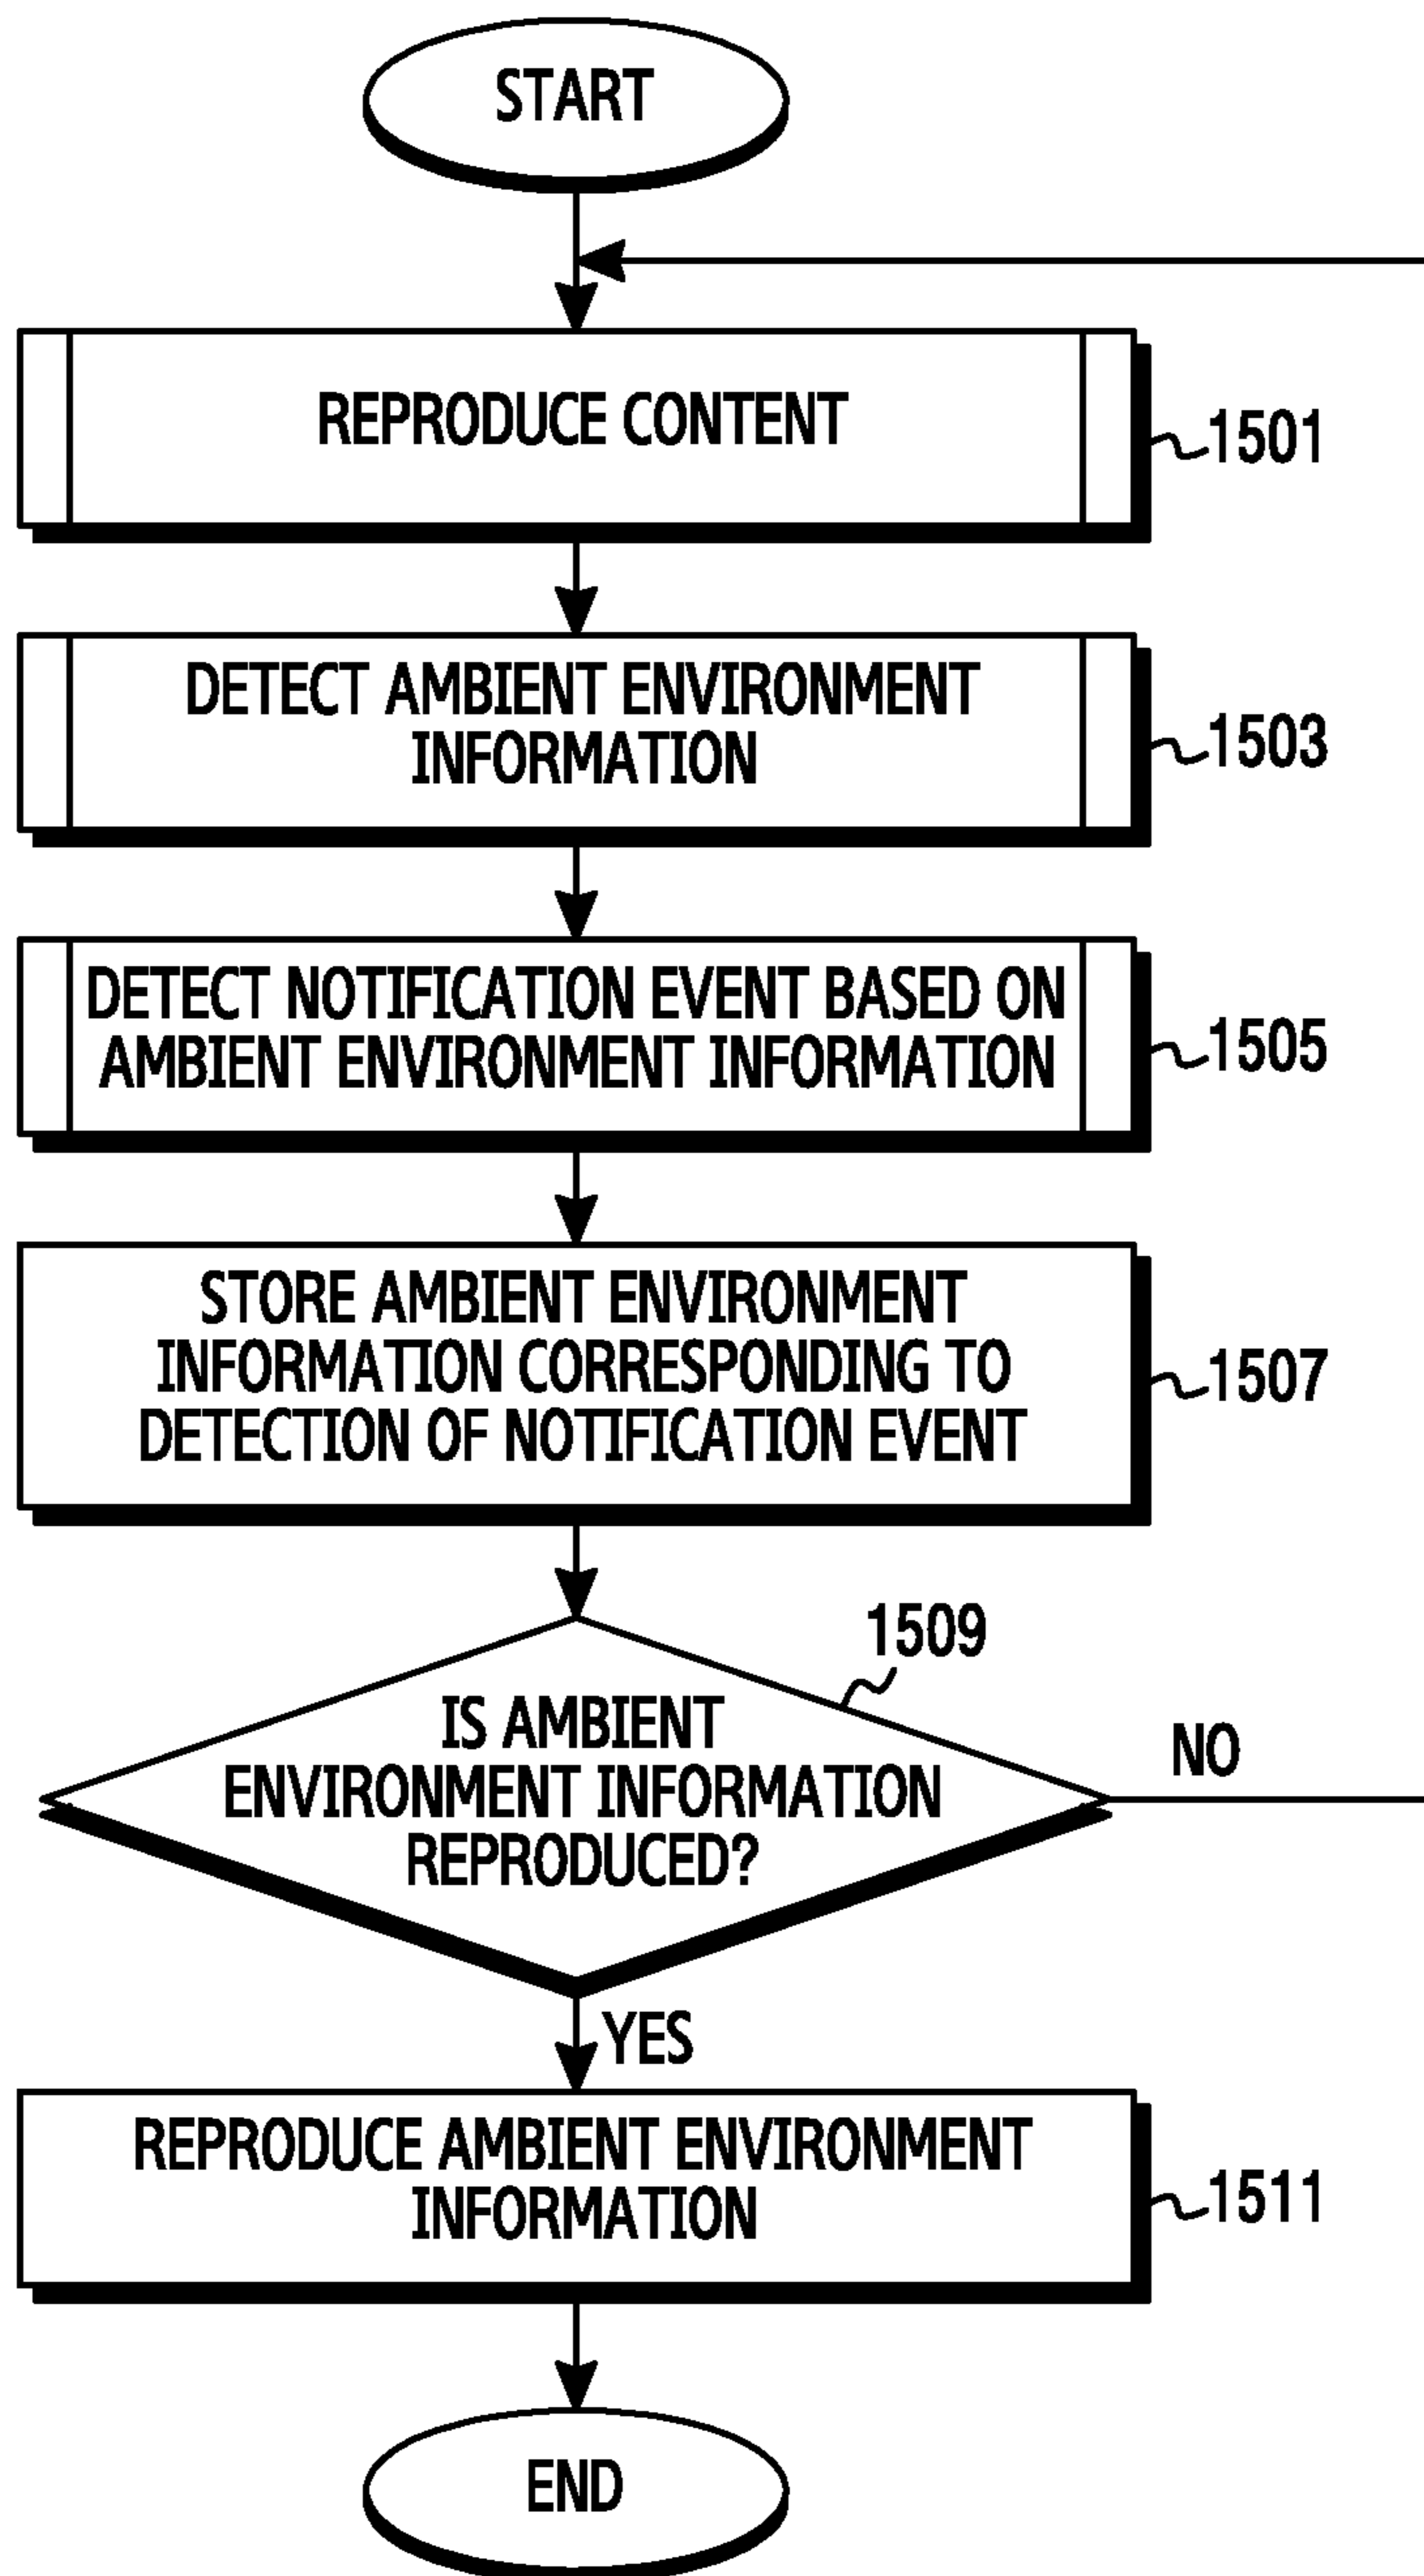 START
REPRODUCE CONTENT
1501
DETECT AMBIENT ENVIRONMENT
INFORMATION
1503
DETECT NOTIFICATION EVENT BASED ON
AMBIENT ENVIRONMENT INFORMATION
1505
STORE AMBIENT ENVIRONMENT
INFORMATION CORRESPONDING TO
DETECTION OF NOTIFICATION EVENT
1507
1509
IS AMBIENT
ENVIRONMENT INFORMATION
REPRODUCED?
NO
YES
REPRODUCE AMBIENT ENVIRONMENT
INFORMATION
1511
END